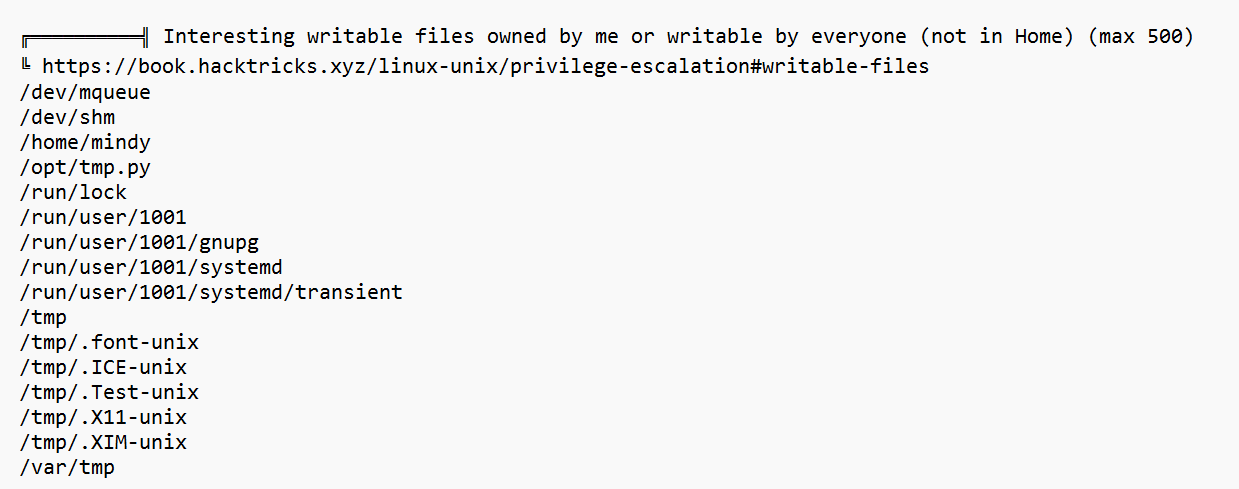 ╔══════════╣ Interesting writable files owned by me or writable by everyone (not in Home) (max 500)
╚ https://book.hacktricks.xyz/linux-unix/privilege-escalation#writable-files
/dev/mqueue
/dev/shm
/home/mindy
/opt/tmp.py
/run/lock
/run/user/1001
/run/user/1001/gnupg
/run/user/1001/systemd
/run/user/1001/systemd/transient
/tmp
/tmp/.font-unix
/tmp/.ICE-unix
/tmp/.Test-unix
/tmp/.X11-unix
/tmp/.XIM-unix
/var/tmp